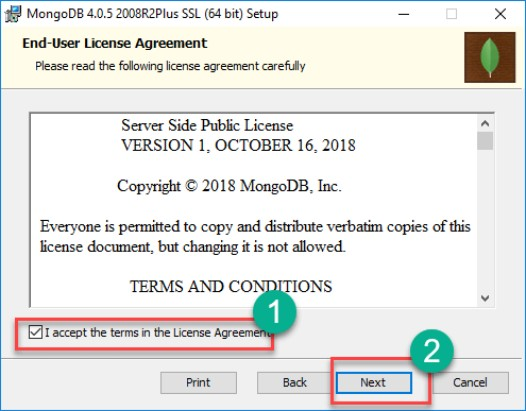 MongoDB 4.0.5 2008R2Plus SSL (64 bit) Setup
End-User License Agreement
Please read the following license agreement carefully
Server Side Public License
VERSION 1, OCTOBER 16, 2018
Copyright © 2018 MongoDB, Inc.
Everyone is permitted to copy and distribute verbatim copies of this
license document, but changing it is not allowed.
TERMS AND CONDITIONS
1
I accept the terms in the License Agreement
2
Print Back Next Cancel